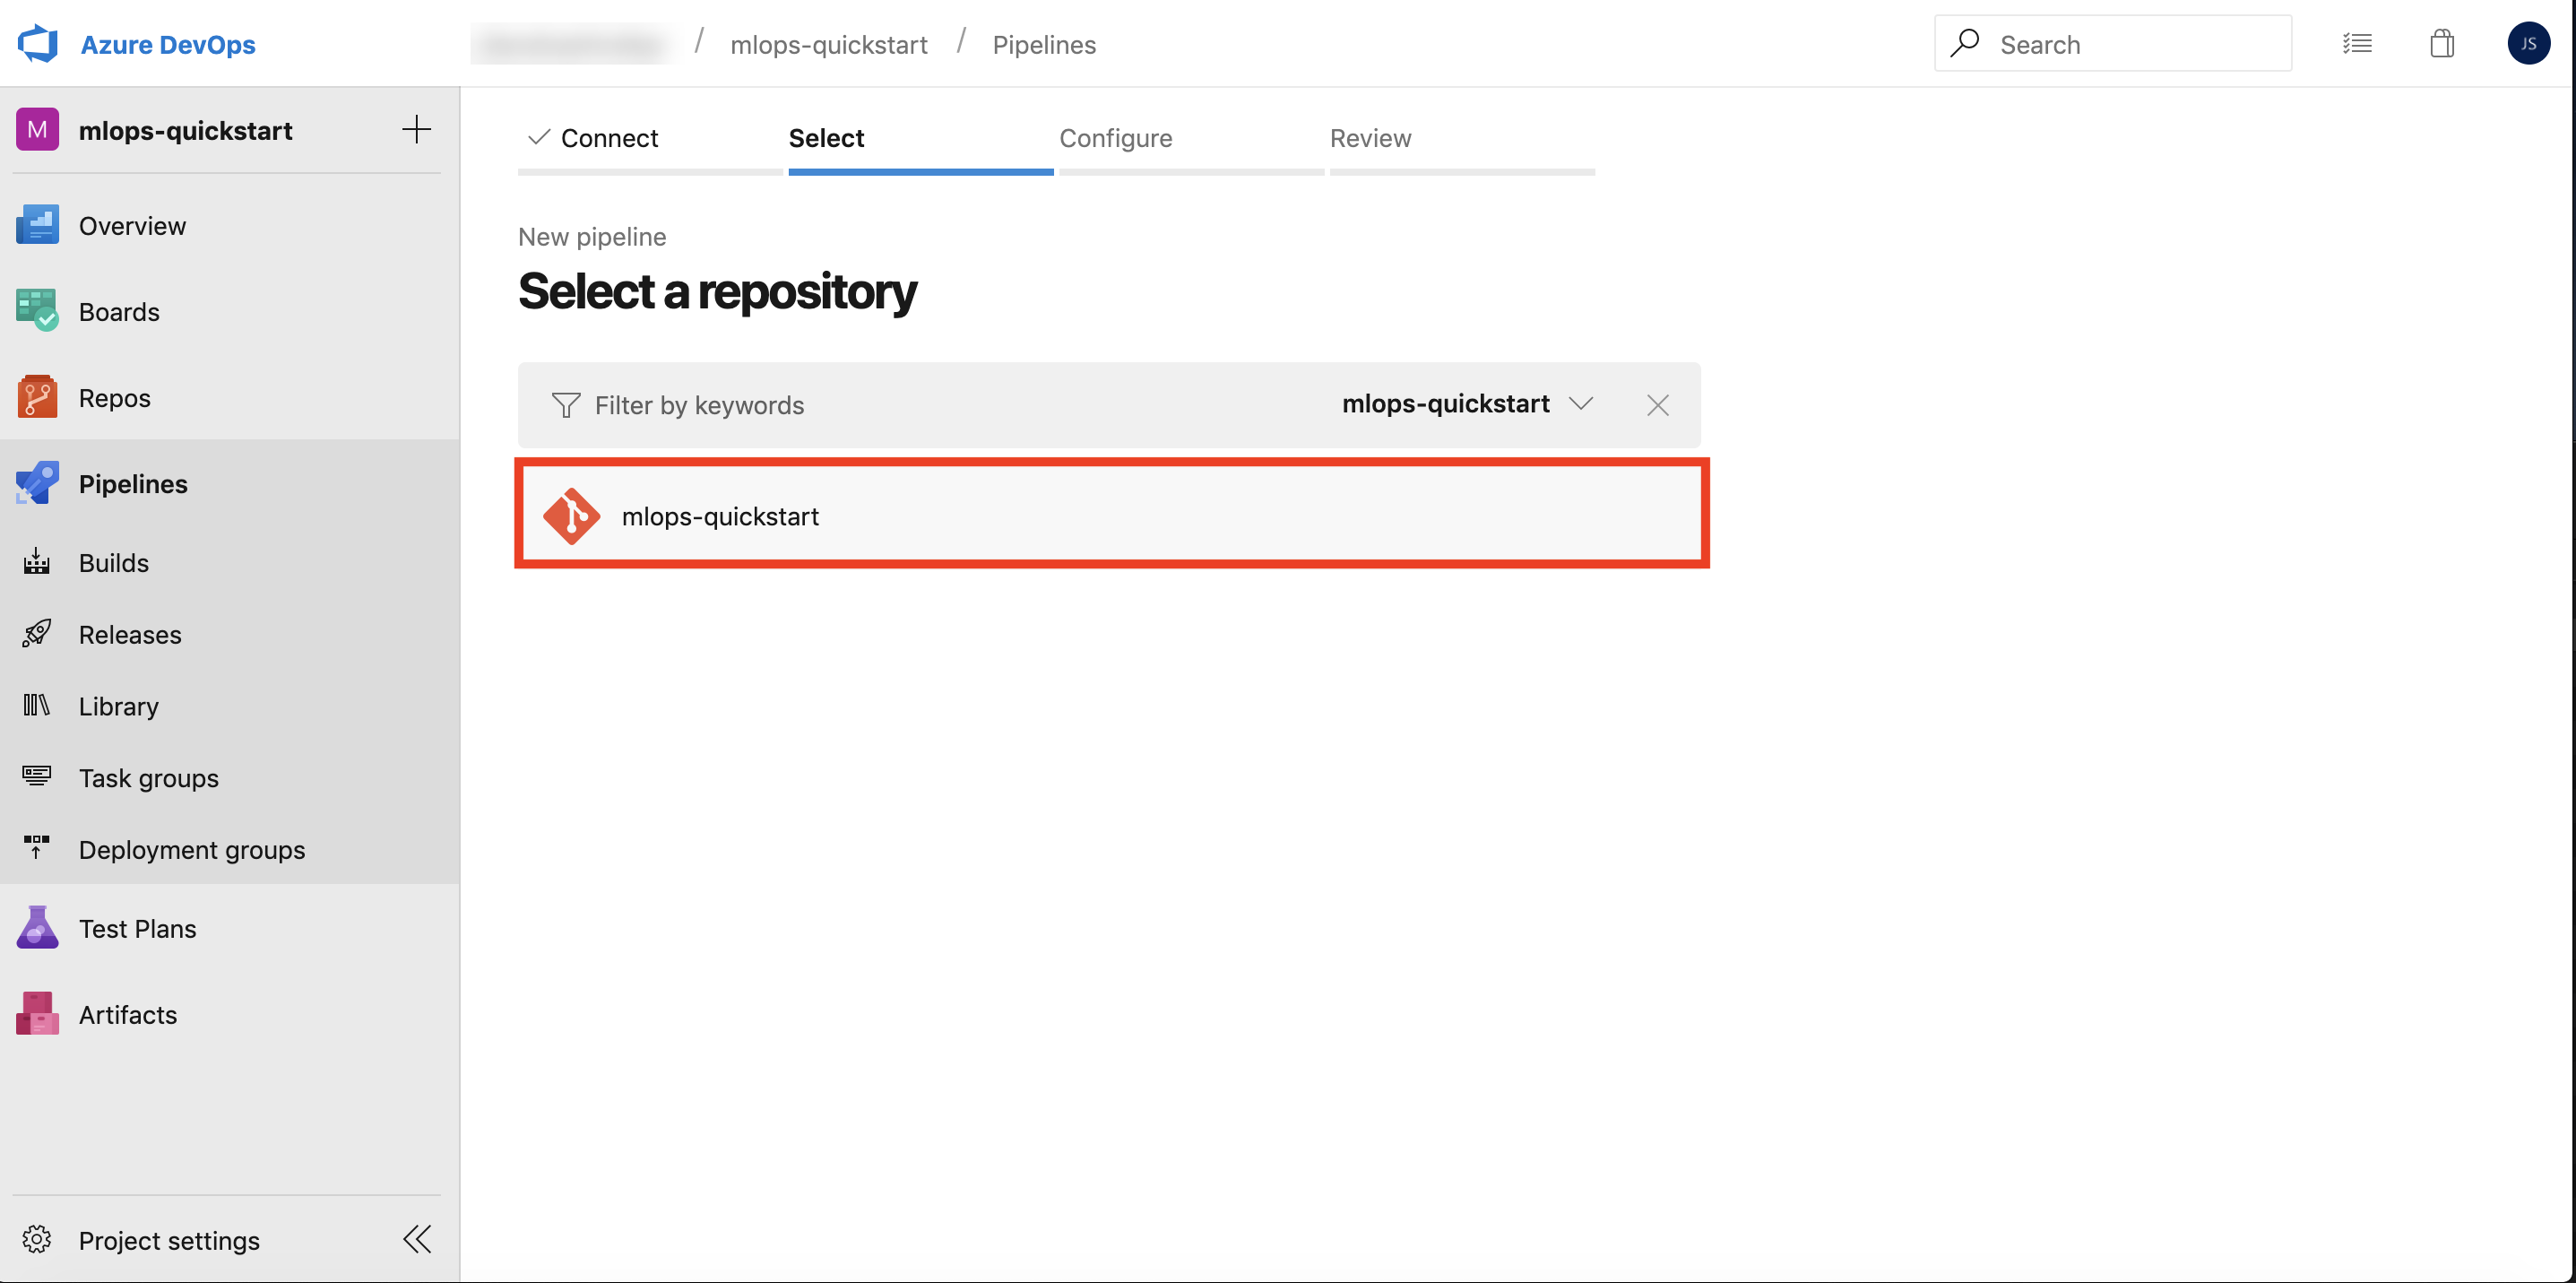 Azure DevOps
/ mlops-quickstart / Pipelines
Search
JS
M mlops-quickstart
Overview
Boards
Repos
Pipelines
Builds
Releases
Library
Task groups
Deployment groups
Test Plans
Artifacts
Project settings
Connect Select Configure Review
New pipeline
Select a repository
Filter by keywords mlops-quickstart
mlops-quickstart